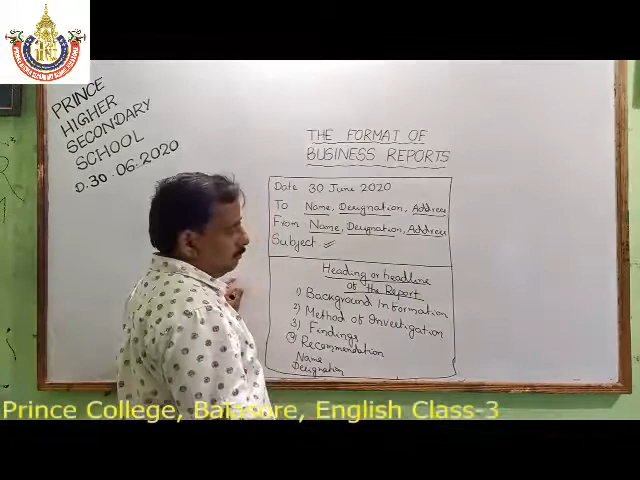 PRINCE
HIGHER
SECONDARY
SCHOOL
D.30.06.2020
THE FORMAT OF
BUSINESS REPORTS
Date 30 June 2020
To Name, Designation, Address
From Name, Designation, Address
Subject.
Heading or headline
of the Report
1) Background Information
2) Method of Investigation
3) Findings
4) Recommendation
Name
Designation
Prince College, Balasore, English Class-3